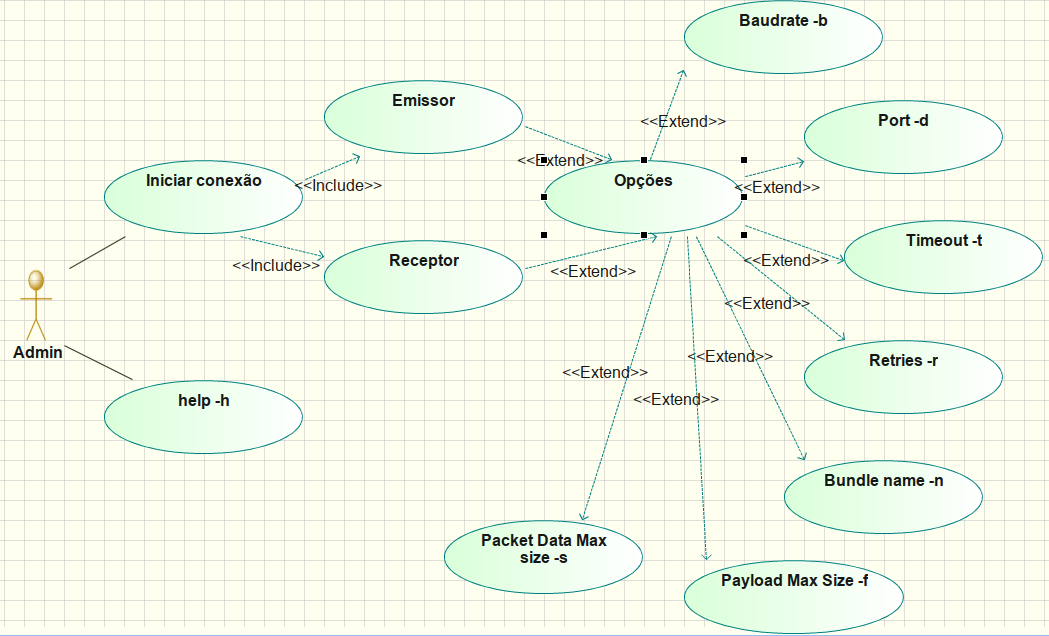 Baudrate -b
Emissor
<<Extend>>
Port -d
<<Extend>>
Iniciar conexão
<<Include>>
Opções
<<Extend>>
Timeout -t
<<Include>>
Receptor
<<Extend>>
<<Extend>>
<<Extend>>
Admin
<<Extend>>
Retries -r
<<Extend>>
help -h
<<Extend>>
Bundle name -n
Packet Data Max
size -s
Payload Max Size -f